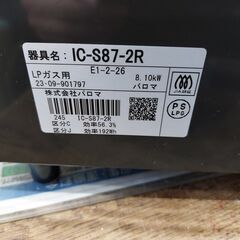 器具名: IC-S87-2R
E1-2-26
LPガス用 8.10kW
23・09-901797 パロマ
株式会社パロマ
JIA
PS
LPG
245 IC-S87-2R
区分C 効率56.3%
区分J 効率192Wh